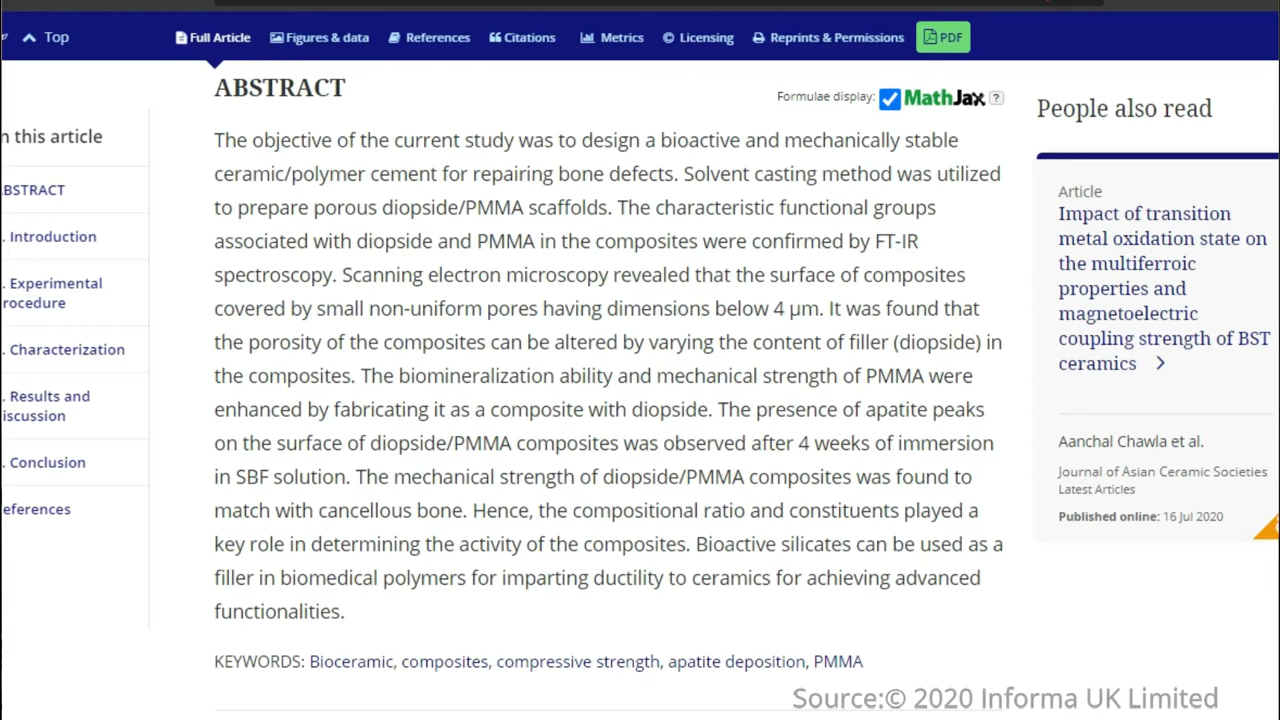 Top
Full Article
Figures & data
References
Citations
Metrics
Licensing
Reprints & Permissions
PDF
n this article
BSTRACT
. Introduction
. Experimental
rocedure
. Characterization
. Results and
iscussion
. Conclusion
eferences
ABSTRACT
Formulae display:
MathJax
?
The objective of the current study was to design a bioactive and mechanically stable
ceramic/polymer cement for repairing bone defects. Solvent casting method was utilized
to prepare porous diopside/PMMA scaffolds. The characteristic functional groups
associated with diopside and PMMA in the composites were confirmed by FT-IR
spectroscopy. Scanning electron microscopy revealed that the surface of composites
covered by small non-uniform pores having dimensions below 4 μm. It was found that
the porosity of the composites can be altered by varying the content of filler (diopside) in
the composites. The biomineralization ability and mechanical strength of PMMA were
enhanced by fabricating it as a composite with diopside. The presence of apatite peaks
on the surface of diopside/PMMA composites was observed after 4 weeks of immersion
in SBF solution. The mechanical strength of diopside/PMMA composites was found to
match with cancellous bone. Hence, the compositional ratio and constituents played a
key role in determining the activity of the composites. Bioactive silicates can be used as a
filler in biomedical polymers for imparting ductility to ceramics for achieving advanced
functionalities.
KEYWORDS: Bioceramic, composites, compressive strength, apatite deposition, PMMA
People also read
Article
Impact of transition
metal oxidation state on
the multiferroic
properties and
magnetoelectric
coupling strength of BST
ceramics
Aanchal Chawla et al.
Journal of Asian Ceramic Societies
Latest Articles
Published online: 16 Jul 2020
Source:© 2020 Informa UK Limited